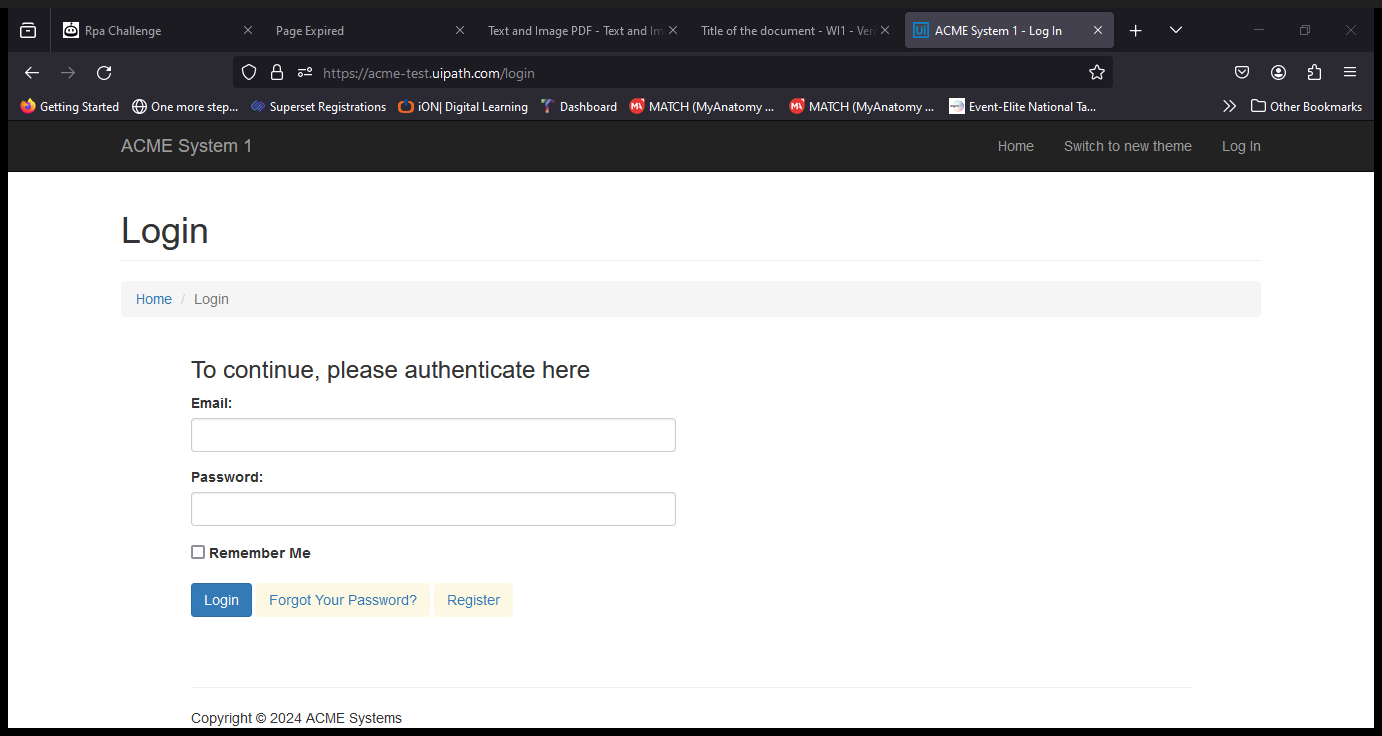 Rpa Challenge
Page Expired
Text and Image PDF - Text and Im
Title of the document - WI1 - Veri
Ui ACME System 1 - Log In
https://acme-test.uipath.com/login
Getting Started
One more step...
Superset Registrations
iON| Digital Learning
Dashboard
MATCH (MyAnatomy ...
MATCH (MyAnatomy ...
Event-Elite National Ta...
Other Bookmarks
ACME System 1
Home
Switch to new theme
Log In
Login
Home / Login
To continue, please authenticate here
Email:
Password:
Remember Me
Login
Forgot Your Password?
Register
Copyright © 2024 ACME Systems